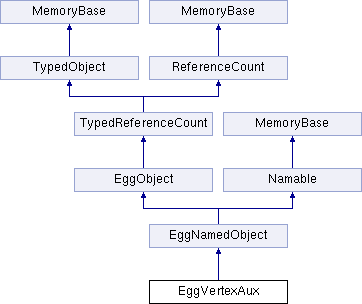 MemoryBase MemoryBase
TypedObject ReferenceCount
TypedReferenceCount MemoryBase
EggObject Namable
EggNamedObject
EggVertexAux